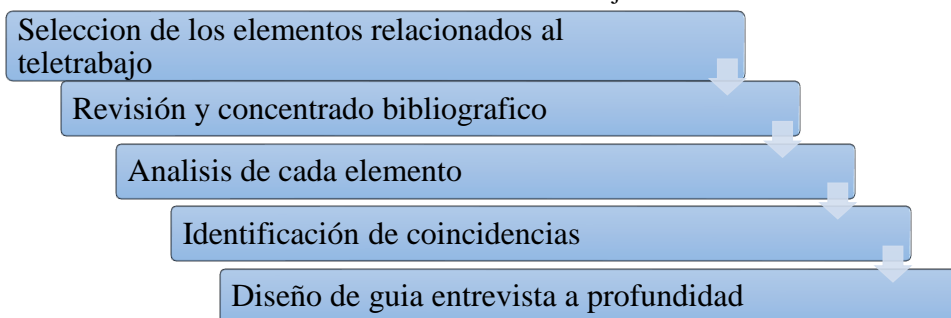 Seleccion de los elementos relacionados al
teletrabajo
Revisión y concentrado bibliografico
Analisis de cada elemento
Identificación de coincidencias
Diseño de guia entrevista a profundidad